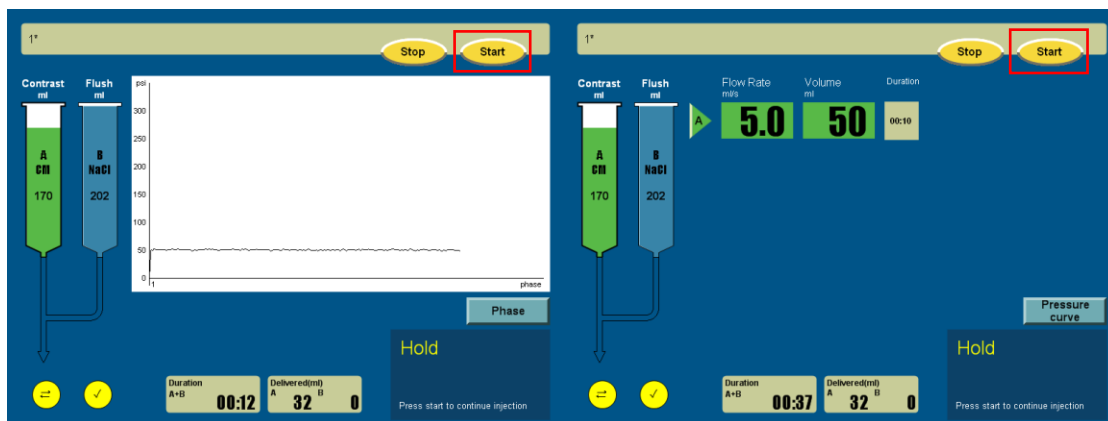 1*
Stop
Start
Contrast
ml
Flush
ml
A
CM
170
B
NaCl
202
psi
300
250
200
150
100
50
0
1
phase
Phase
Hold
Press start to continue injection
Duration
A+B
00:12
Delivered(ml)
A 32 B 0
1*
Stop
Start
Contrast
ml
Flush
ml
A
CM
170
B
NaCl
202
A
Flow Rate
ml/s
5.0
Volume
ml
50
Duration
00:10
Pressure
curve
Hold
Press start to continue injection
Duration
A+B
00:37
Delivered(ml)
A 32 B 0